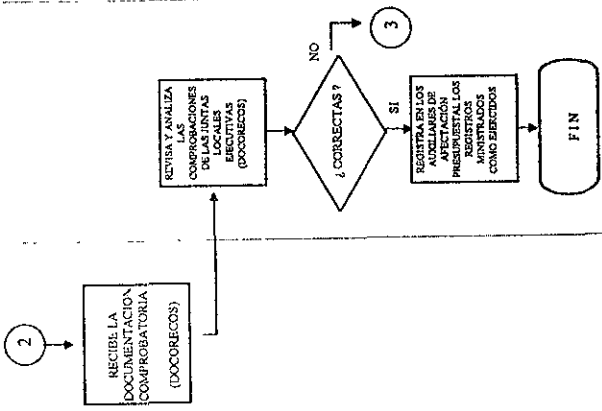 2
RECIBE LA
DOCUMENTACION
COMPROBATORIA
(DOCORECOS)
REVISA Y ANALIZA
LAS
COMPROBACIONES
DE LAS JUNTAS
LOCALES
EJECUTIVAS
(DOCORECOS)
¿ CORRECTAS ?
NO
3
SI
REGISTRA EN LOS
AUXILIARES DE
AFECTACIÓN
PRESUPUESTAL LOS
REGISTROS
MINISTRADOS
COMO EJERCIDOS
FIN